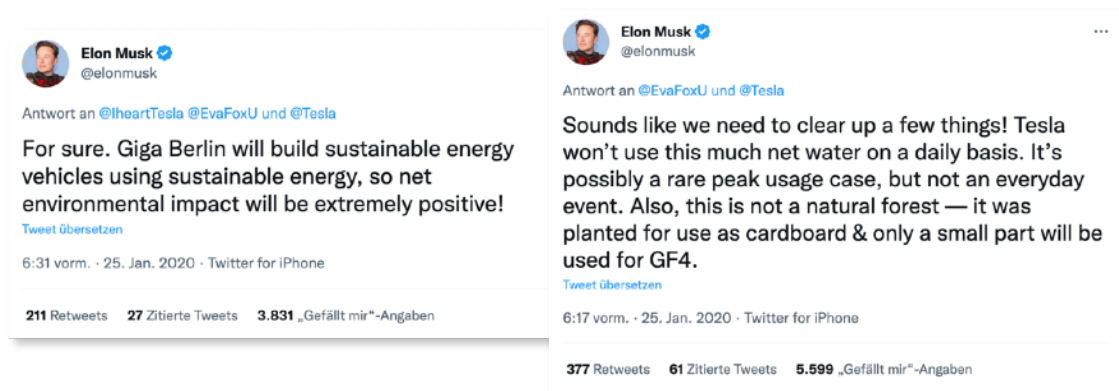 Elon Musk
@elonmusk
Antwort an @IheartTesla @EvaFoxU und @Tesla
For sure. Giga Berlin will build sustainable energy
vehicles using sustainable energy, so net
environmental impact will be extremely positive!
Tweet übersetzen
6:31 vorm. · 25. Jan. 2020 · Twitter for iPhone
211 Retweets 27 Zitierte Tweets 3.831 „Gefällt mir“-Angaben
Elon Musk
@elonmusk
Antwort an @EvaFoxU und @Tesla
Sounds like we need to clear up a few things! Tesla
won’t use this much net water on a daily basis. It’s
possibly a rare peak usage case, but not an everyday
event. Also, this is not a natural forest — it was
planted for use as cardboard & only a small part will be
used for GF4.
Tweet übersetzen
6:17 vorm. · 25. Jan. 2020 · Twitter for iPhone
377 Retweets 61 Zitierte Tweets 5.599 „Gefällt mir“-Angaben